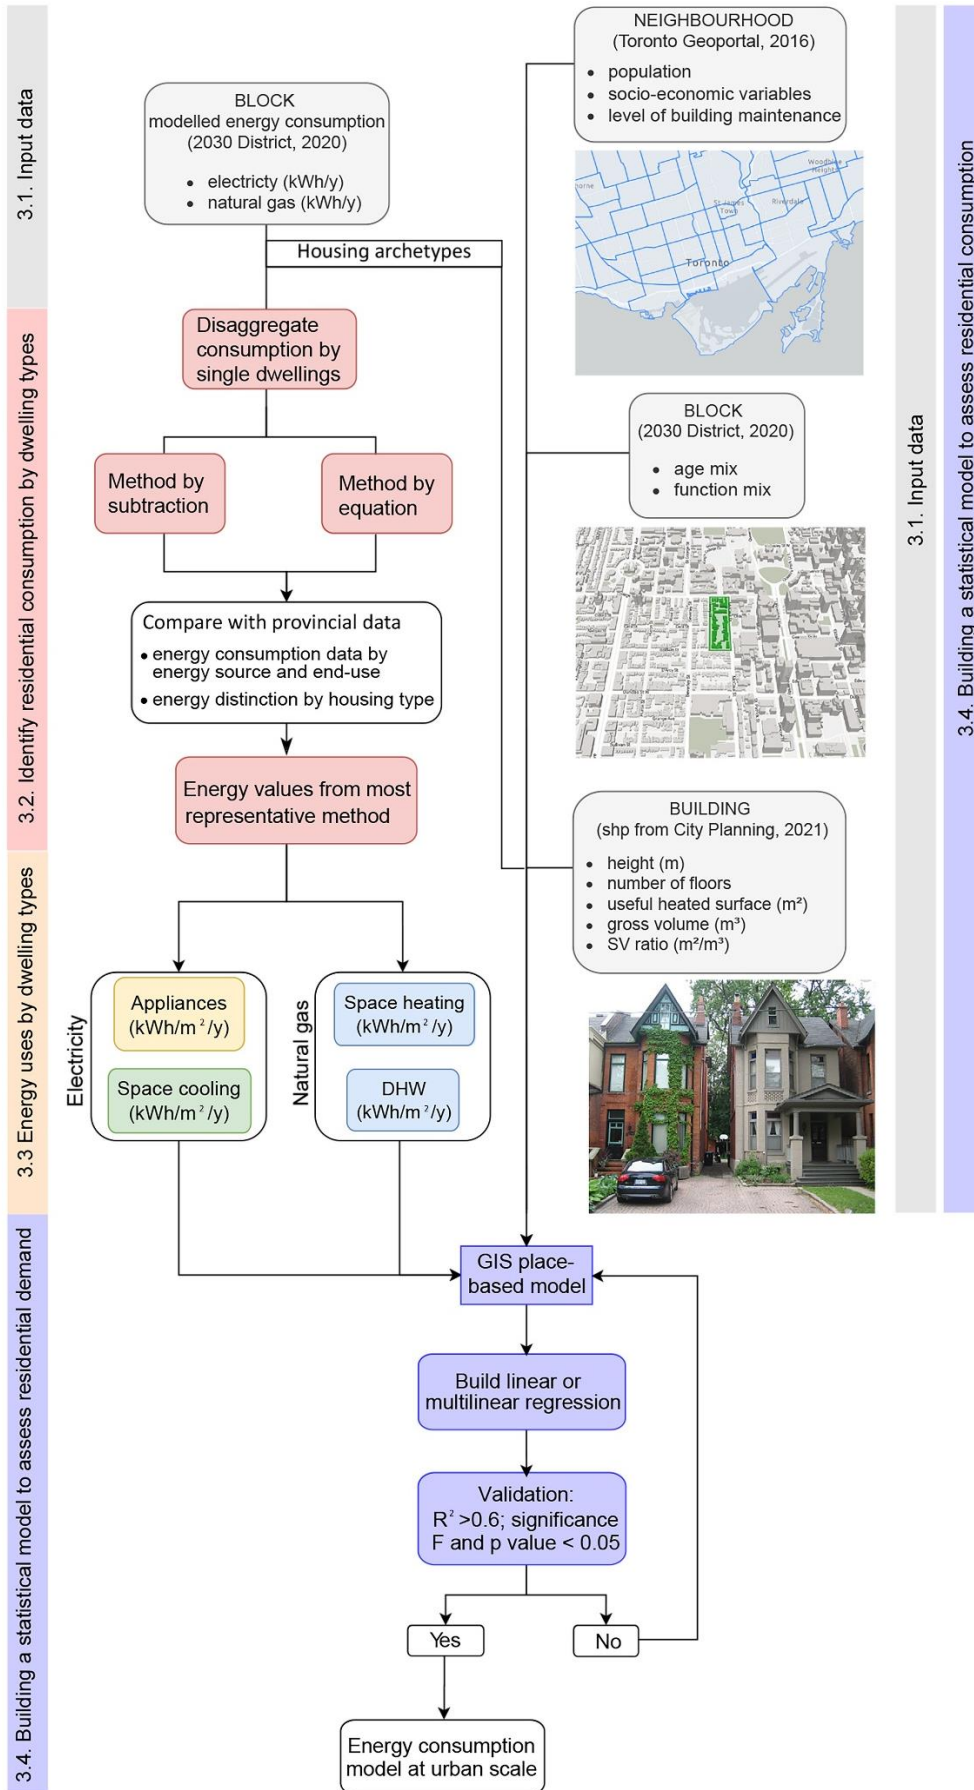 3.1. Input data
3.2. Identify residential consumption by dwelling types
3.3 Energy uses by dwelling types
3.4. Building a statistical model to assess residential demand
BLOCK
modelled energy consumption
(2030 District, 2020)
• electricty (kWh/y)
• natural gas (kWh/y)
Housing archetypes
Disaggregate
consumption by
single dwellings
Method by
subtraction
Method by
equation
Compare with provincial data
• energy consumption data by
energy source and end-use
• energy distinction by housing type
Energy values from most
representative method
Electricity
Appliances
(kWh/m²/y)
Space cooling
(kWh/m²/y)
Natural gas
Space heating
(kWh/m²/y)
DHW
(kWh/m²/y)
NEIGHBOURHOOD
(Toronto Geoportal, 2016)
• population
• socio-economic variables
• level of building maintenance
Woodbine
Heights
orne
St James
Town
Riverdale
Toronto
BLOCK
(2030 District, 2020)
• age mix
• function mix
BUILDING
(shp from City Planning, 2021)
• height (m)
• number of floors
• useful heated surface (m²)
• gross volume (m³)
• SV ratio (m²/m³)
3.1. Input data
3.4. Building a statistical model to assess residential consumption
GIS place-
based model
Build linear or
multilinear regression
Validation:
R² >0.6; significance
F and p value < 0.05
Yes
No
Energy consumption
model at urban scale